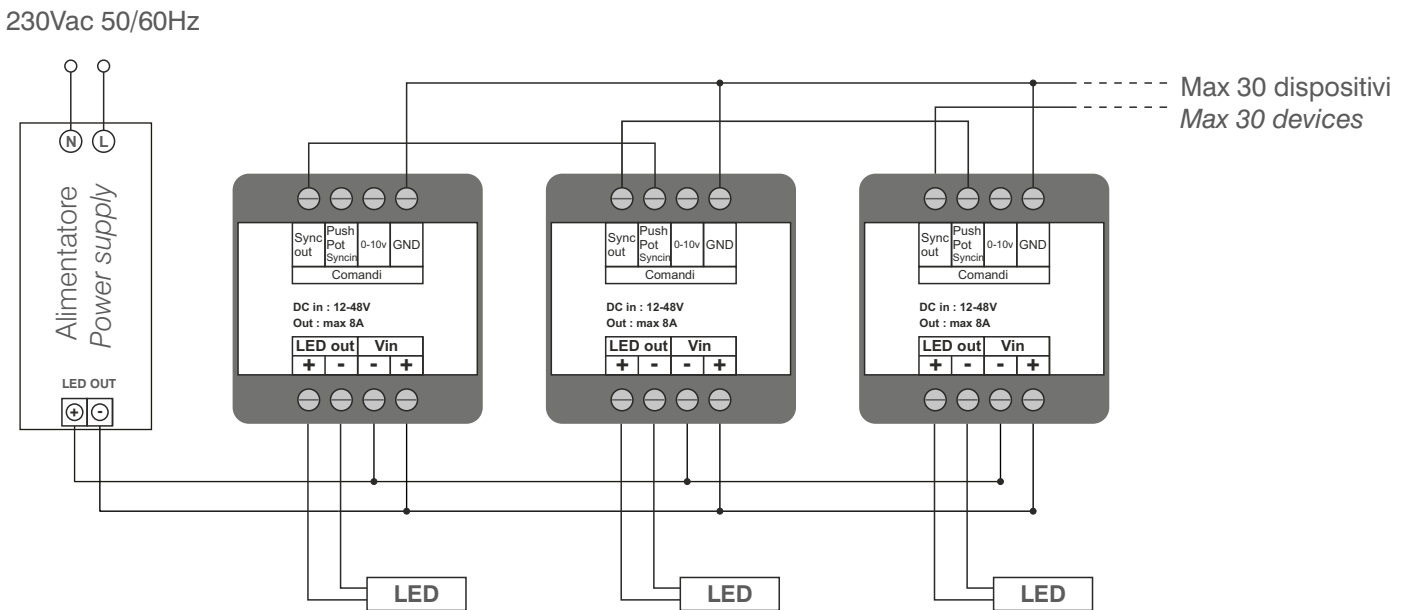 230Vac 50/60Hz
Max 30 dispositivi
Max 30 devices
N L
Alimentatore
Power supply
LED OUT
+ -
Sync out
Push Pot Syncin
0-10v
GND
Comandi
DC in : 12-48V
Out : max 8A
LED out Vin
+ - - +
LED
Sync out
Push Pot Syncin
0-10v
GND
Comandi
DC in : 12-48V
Out : max 8A
LED out Vin
+ - - +
LED
Sync out
Push Pot Syncin
0-10v
GND
Comandi
DC in : 12-48V
Out : max 8A
LED out Vin
+ - - +
LED